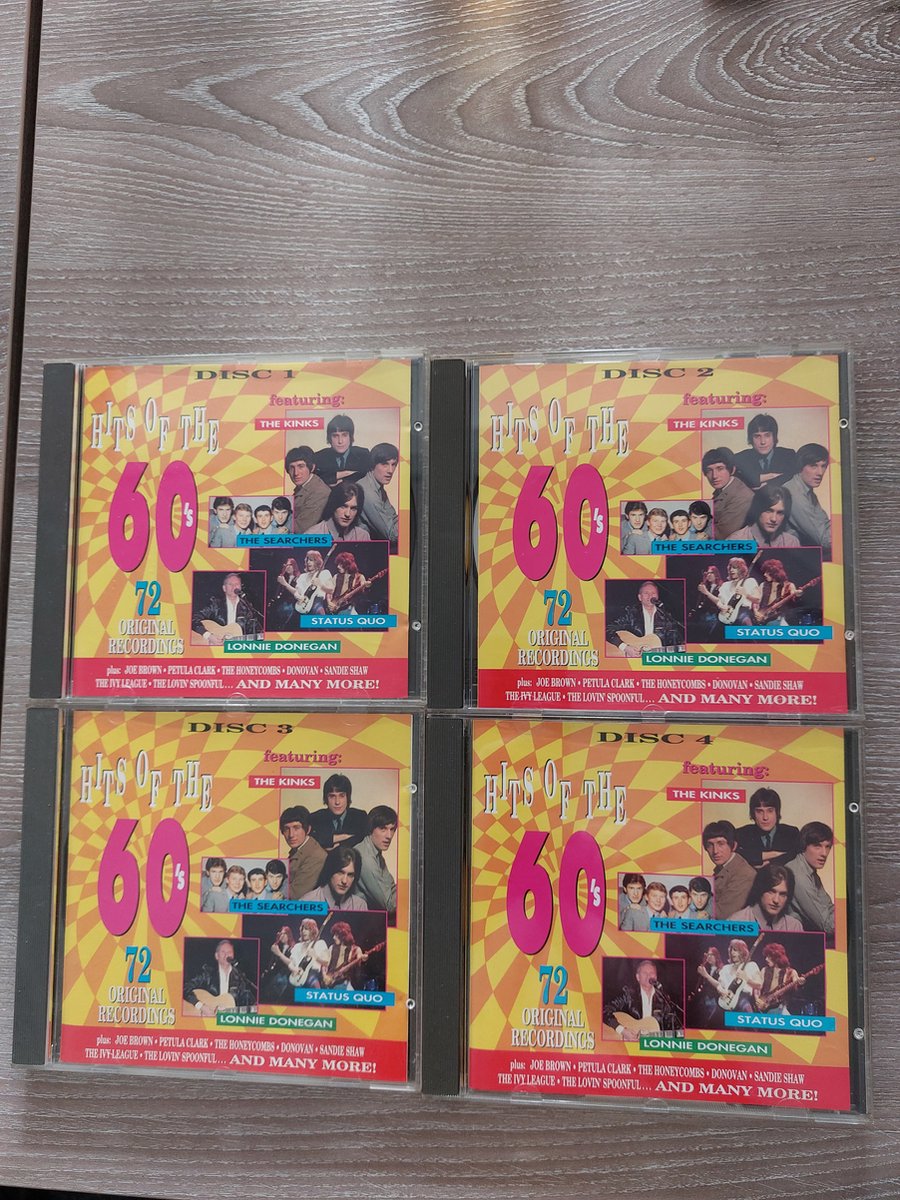 DISC 1
HITS OF THE
60's
72
ORIGINAL
RECORDINGS
featuring:
THE KINKS
THE SEARCHERS
STATUS QUO
LONNIE DONEGAN
plus: JOE BROWN • PETULA CLARK • THE HONEYCOMBS • DONOVAN • SANDIE SHAW
THE IVY LEAGUE • THE LOVIN' SPOONFUL.... AND MANY MORE!
DISC 2
HITS OF THE
60's
72
ORIGINAL
RECORDINGS
featuring:
THE KINKS
THE SEARCHERS
STATUS QUO
LONNIE DONEGAN
plus: JOE BROWN • PETULA CLARK • THE HONEYCOMBS • DONOVAN • SANDIE SHAW
THE IVY LEAGUE • THE LOVIN' SPOONFUL.... AND MANY MORE!
DISC 3
HITS OF THE
60's
72
ORIGINAL
RECORDINGS
featuring:
THE KINKS
THE SEARCHERS
STATUS QUO
LONNIE DONEGAN
plus: JOE BROWN • PETULA CLARK • THE HONEYCOMBS • DONOVAN • SANDIE SHAW
THE IVY LEAGUE • THE LOVIN' SPOONFUL.... AND MANY MORE!
DISC 4
HITS OF THE
60's
72
ORIGINAL
RECORDINGS
featuring:
THE KINKS
THE SEARCHERS
STATUS QUO
LONNIE DONEGAN
plus: JOE BROWN • PETULA CLARK • THE HONEYCOMBS • DONOVAN • SANDIE SHAW
THE IVY LEAGUE • THE LOVIN' SPOONFUL.... AND MANY MORE!